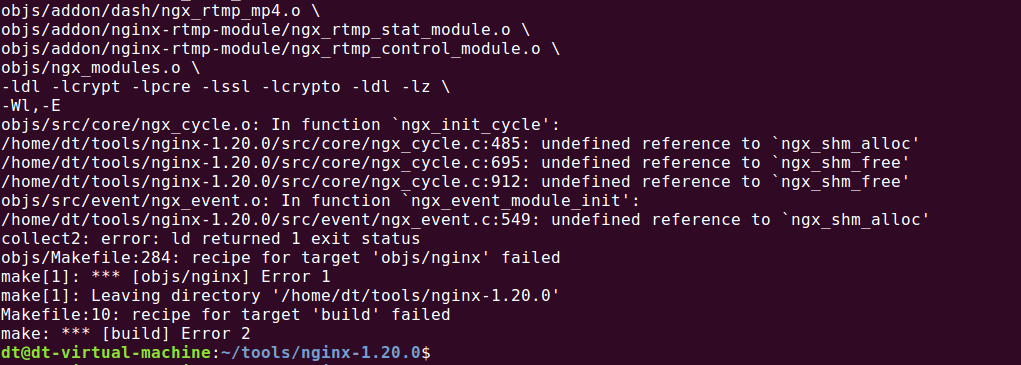 objs/addon/dash/ngx_rtmp_mp4.o \
objs/addon/nginx-rtmp-module/ngx_rtmp_stat_module.o \
objs/addon/nginx-rtmp-module/ngx_rtmp_control_module.o \
objs/ngx_modules.o \
-ldl -lcrypt -lpcre -lssl -lcrypto -ldl -lz \
-Wl,-E
objs/src/core/ngx_cycle.o: In function `ngx_init_cycle':
/home/dt/tools/nginx-1.20.0/src/core/ngx_cycle.c:485: undefined reference to `ngx_shm_alloc'
/home/dt/tools/nginx-1.20.0/src/core/ngx_cycle.c:695: undefined reference to `ngx_shm_free'
/home/dt/tools/nginx-1.20.0/src/core/ngx_cycle.c:912: undefined reference to `ngx_shm_free'
objs/src/event/ngx_event.o: In function `ngx_event_module_init':
/home/dt/tools/nginx-1.20.0/src/event/ngx_event.c:549: undefined reference to `ngx_shm_alloc'
collect2: error: ld returned 1 exit status
objs/Makefile:284: recipe for target 'objs/nginx' failed
make[1]: *** [objs/nginx] Error 1
make[1]: Leaving directory '/home/dt/tools/nginx-1.20.0'
Makefile:10: recipe for target 'build' failed
make: *** [build] Error 2
dt@dt-virtual-machine:~/tools/nginx-1.20.0$